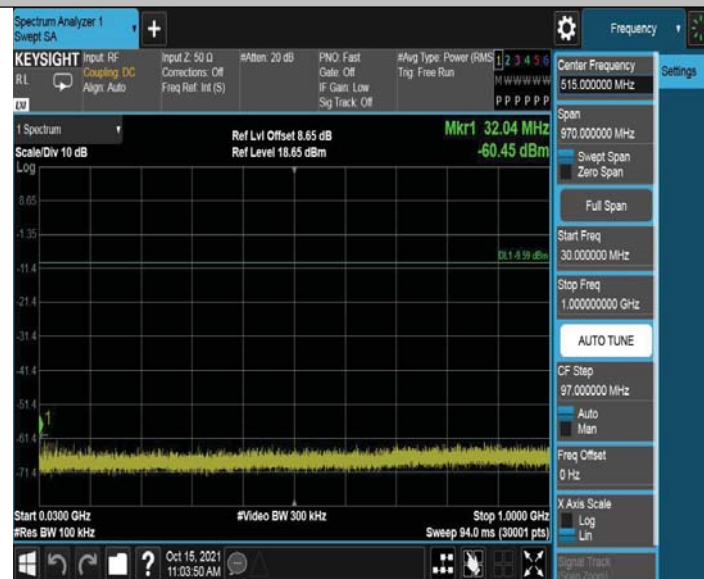 Spectrum Analyzer 1
Swept SA
Frequency
KEYSIGHT
RL
LXI
Input: RF
Coupling: DC
Align: Auto
Input Z: 50 Ω
Corrections: Off
Freq Ref: Int (S)
#Atten: 20 dB
PNO: Fast
Gate: Off
IF Gain: Low
Sig Track: Off
#Avg Type: Power (RMS
Trig: Free Run
1 2 3 4 5 6
M W W W W W
P P P P P P
1 Spectrum
Scale/Div 10 dB
Log
Ref Lvl Offset 8.65 dB
Ref Level 18.65 dBm
Mkr1 32.04 MHz
-60.45 dBm
8.65
-1.35
-11.4
-21.4
-31.4
-41.4
-51.4
-61.4
-71.4
DL1 -9.59 dBm
1
Start 0.0300 GHz
#Res BW 100 kHz
#Video BW 300 kHz
Stop 1.0000 GHz
Sweep 94.0 ms (30001 pts)
Oct 15, 2021
11:03:50 AM
Center Frequency
515.000000 MHz
Settings
Span
970.000000 MHz
Swept Span
Zero Span
Full Span
Start Freq
30.000000 MHz
Stop Freq
1.000000000 GHz
AUTO TUNE
CF Step
97.000000 MHz
Auto
Man
Freq Offset
0 Hz
X Axis Scale
Log
Lin
Signal Track
(Span Zoom)